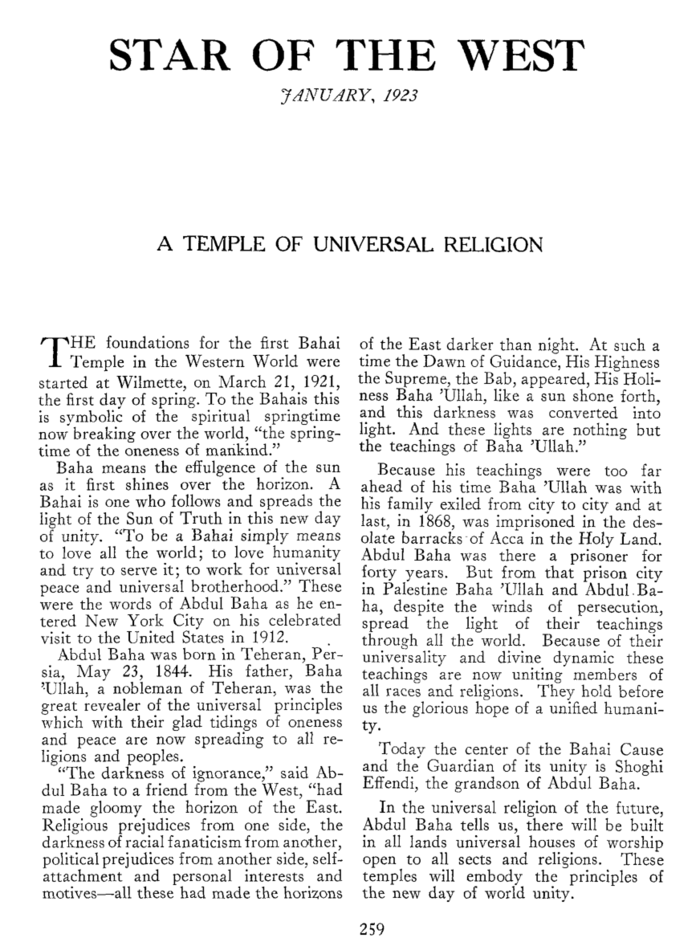 STAR OF THE WEST
JANUARY, 1923
A TEMPLE OF UNIVERSAL RELIGION
THE foundations for the first Bahai
Temple in the Western World were
started at Wilmette, on March 21, 1921,
the first day of spring. To the Bahais this
is symbolic of the spiritual springtime
now breaking over the world, “the spring-
time of the oneness of mankind.”
Baha means the effulgence of the sun
as it first shines over the horizon. A
Bahai is one who follows and spreads the
light of the Sun of Truth in this new day
of unity. “To be a Bahai simply means
to love all the world; to love humanity
and try to serve it; to work for universal
peace and universal brotherhood.” These
were the words of Abdul Baha as he en-
tered New York City on his celebrated
visit to the United States in 1912.
Abdul Baha was born in Teheran, Per-
sia, May 23, 1844. His father, Baha
’Ullah, a nobleman of Teheran, was the
great revealer of the universal principles
which with their glad tidings of oneness
and peace are now spreading to all re-
ligions and peoples.
“The darkness of ignorance,” said Ab-
dul Baha to a friend from the West, “had
made gloomy the horizon of the East.
Religious prejudices from one side, the
darkness of racial fanaticism from another,
political prejudices from another side, self-
attachment and personal interests and
motives—all these had made the horizons
of the East darker than night. At such a
time the Dawn of Guidance, His Highness
the Supreme, the Bab, appeared, His Holi-
ness Baha ’Ullah, like a sun shone forth,
and this darkness was converted into
light. And these lights are nothing but
the teachings of Baha ’Ullah.”
Because his teachings were too far
ahead of his time Baha ’Ullah was with
his family exiled from city to city and at
last, in 1868, was imprisoned in the des-
olate barracks of Acca in the Holy Land.
Abdul Baha was there a prisoner for
forty years. But from that prison city
in Palestine Baha ’Ullah and Abdul Ba-
ha, despite the winds of persecution,
spread the light of their teachings
through all the world. Because of their
universality and divine dynamic these
teachings are now uniting members of
all races and religions. They hold before
us the glorious hope of a unified humani-
ty.
Today the center of the Bahai Cause
and the Guardian of its unity is Shoghi
Effendi, the grandson of Abdul Baha.
In the universal religion of the future,
Abdul Baha tells us, there will be built
in all lands universal houses of worship
open to all sects and religions. These
temples will embody the principles of
the new day of world unity.
259